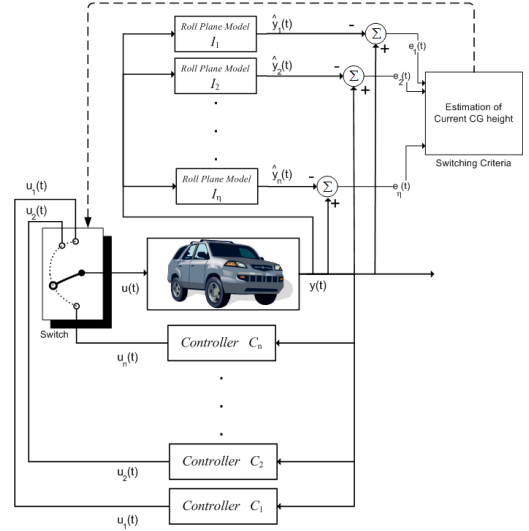 Roll Plane Model
I1
ŷ1(t)
-
Σ
+
e1(t)
Roll Plane Model
I2
ŷ2(t)
-
Σ
+
e2(t)
Estimation of
Current CG height
Switching Criteria
.
.
.
Roll Plane Model
Iη
ŷn(t)
-
Σ
+
eη(t)
u1(t)
u2(t)
u(t)
y(t)
Switch
un(t)
Controller Cn
.
.
.
Controller C2
u2(t)
Controller C1
u1(t)